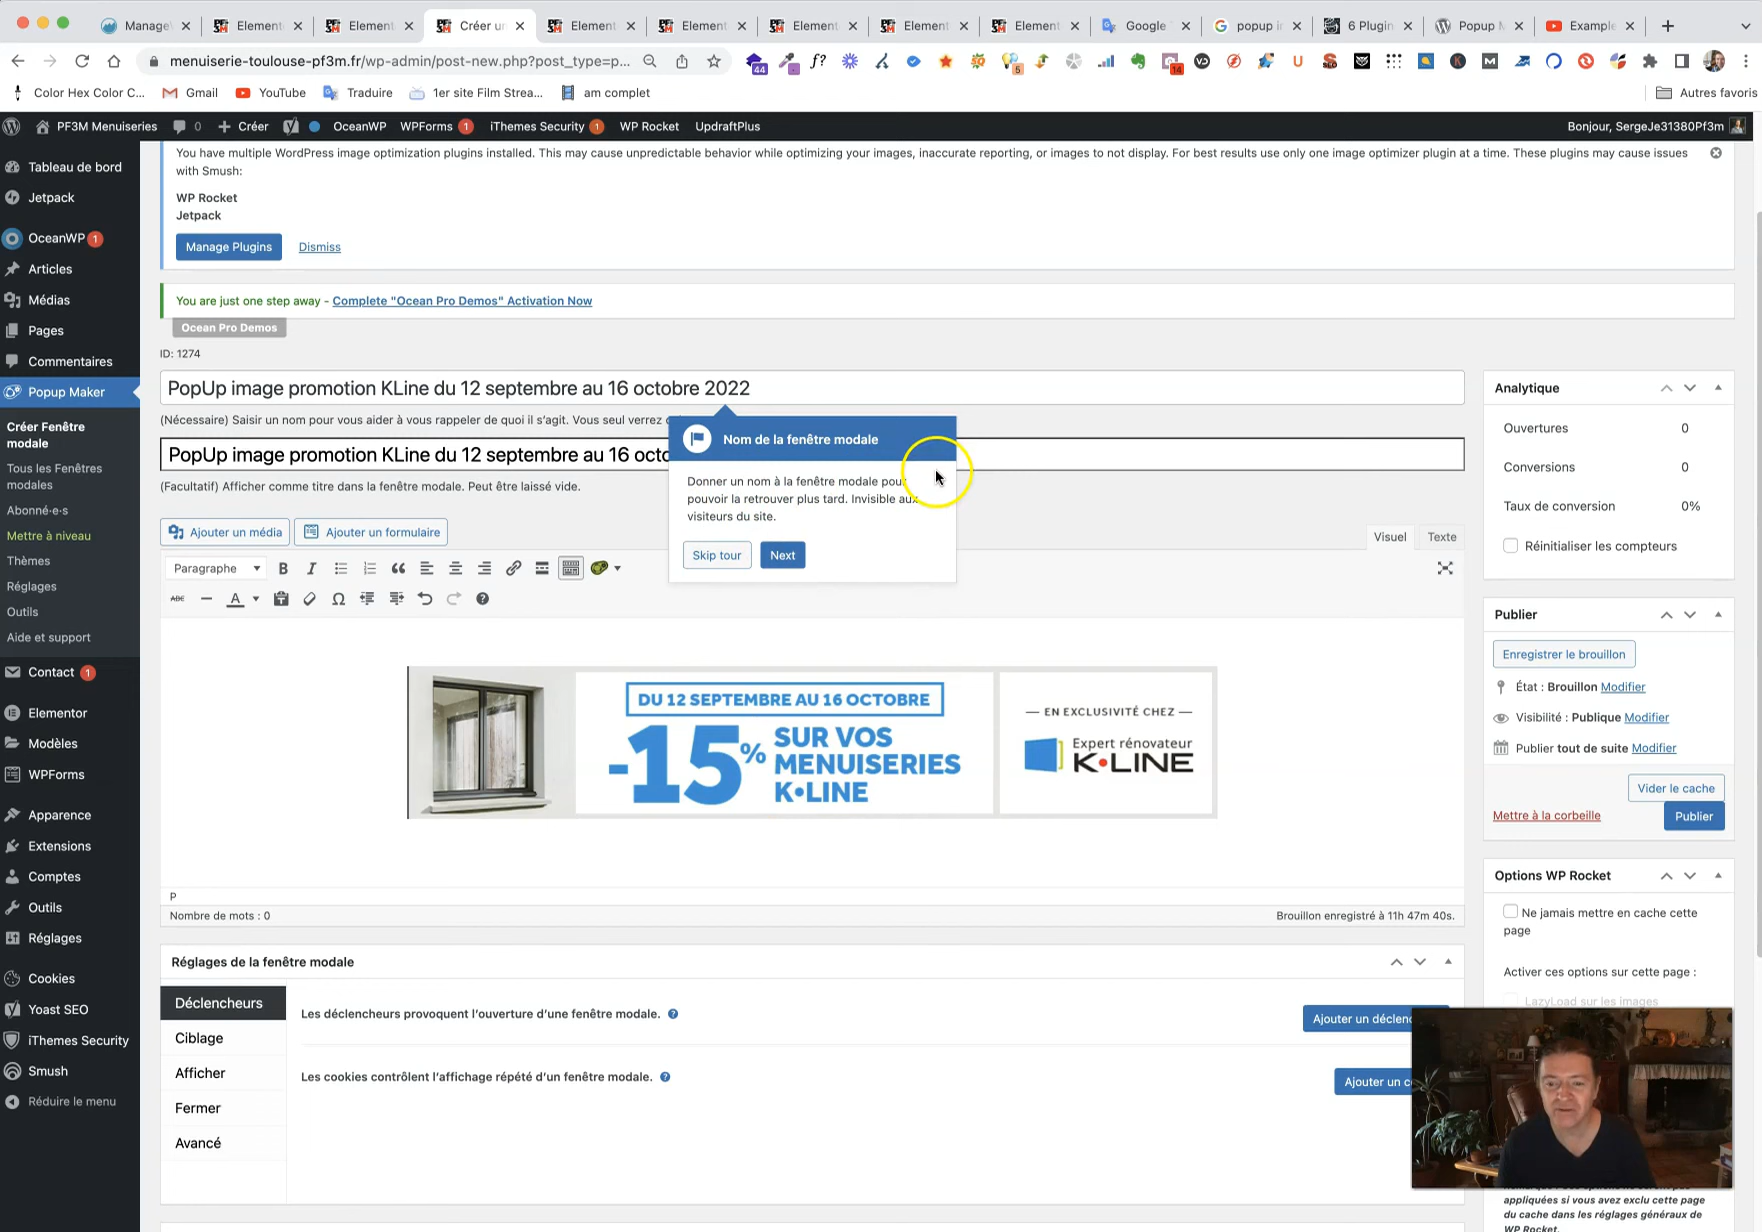 Manage
Element
Element
Créer un
Element
Element
Element
Element
Element
Google
popup i
6 Plugin
Popup M
Example
menuiserie-toulouse-pf3m.fr/wp-admin/post-new.php?post_type=p...
44
f?
5
14
Color Hex Color C...
Gmail
YouTube
Traduire
1er site Film Strea...
am complet
Autres favoris
PF3M Menuiseries
0
Créer
OceanWP
WPForms 1
iThemes Security 1
WP Rocket
UpdraftPlus
Bonjour, SergeJe31380Pf3m
Tableau de bord
Jetpack
OceanWP 1
Articles
Médias
Pages
Commentaires
Popup Maker
Créer Fenêtre
modale
Tous les Fenêtres
modales
Abonné·e·s
Mettre à niveau
Thèmes
Réglages
Outils
Aide et support
Contact 1
Elementor
Modèles
WPForms
Apparence
Extensions
Comptes
Outils
Réglages
Cookies
Yoast SEO
iThemes Security
Smush
Réduire le menu
You have multiple WordPress image optimization plugins installed. This may cause unpredictable behavior while optimizing your images, inaccurate reporting, or images to not display. For best results use only one image optimizer plugin at a time. These plugins may cause issues
with Smush:
WP Rocket
Jetpack
Manage Plugins
Dismiss
You are just one step away - Complete "Ocean Pro Demos" Activation Now
Ocean Pro Demos
ID: 1274
PopUp image promotion KLine du 12 septembre au 16 octobre 2022
(Nécessaire) Saisir un nom pour vous aider à vous rappeler de quoi il s'agit. Vous seul verrez
PopUp image promotion KLine du 12 septembre au 16 octo
(Facultatif) Afficher comme titre dans la fenêtre modale. Peut être laissé vide.
Nom de la fenêtre modale
Donner un nom à la fenêtre modale pour
pouvoir la retrouver plus tard. Invisible aux
visiteurs du site.
Skip tour
Next
Ajouter un média
Ajouter un formulaire
Visuel
Texte
Paragraphe
B
I
ABC
A
Ω
DU 12 SEPTEMBRE AU 16 OCTOBRE
-15%
SUR VOS
MENUISERIES
K•LINE
— EN EXCLUSIVITÉ CHEZ —
Expert rénovateur
K•LINE
P
Nombre de mots : 0
Brouillon enregistré à 11h 47m 40s.
Réglages de la fenêtre modale
Déclencheurs
Ciblage
Afficher
Fermer
Avancé
Les déclencheurs provoquent l'ouverture d'une fenêtre modale.
Ajouter un déclenc
Les cookies contrôlent l'affichage répété d'un fenêtre modale.
Ajouter un c
Analytique
Ouvertures 0
Conversions 0
Taux de conversion 0%
Réinitialiser les compteurs
Publier
Enregistrer le brouillon
État : Brouillon Modifier
Visibilité : Publique Modifier
Publier tout de suite Modifier
Vider le cache
Mettre à la corbeille
Publier
Options WP Rocket
Ne jamais mettre en cache cette
page
Activer ces options sur cette page :
LazyLoad sur les images
appliquées si vous avez exclu cette page
du cache dans les réglages généraux de
WP Rocket.